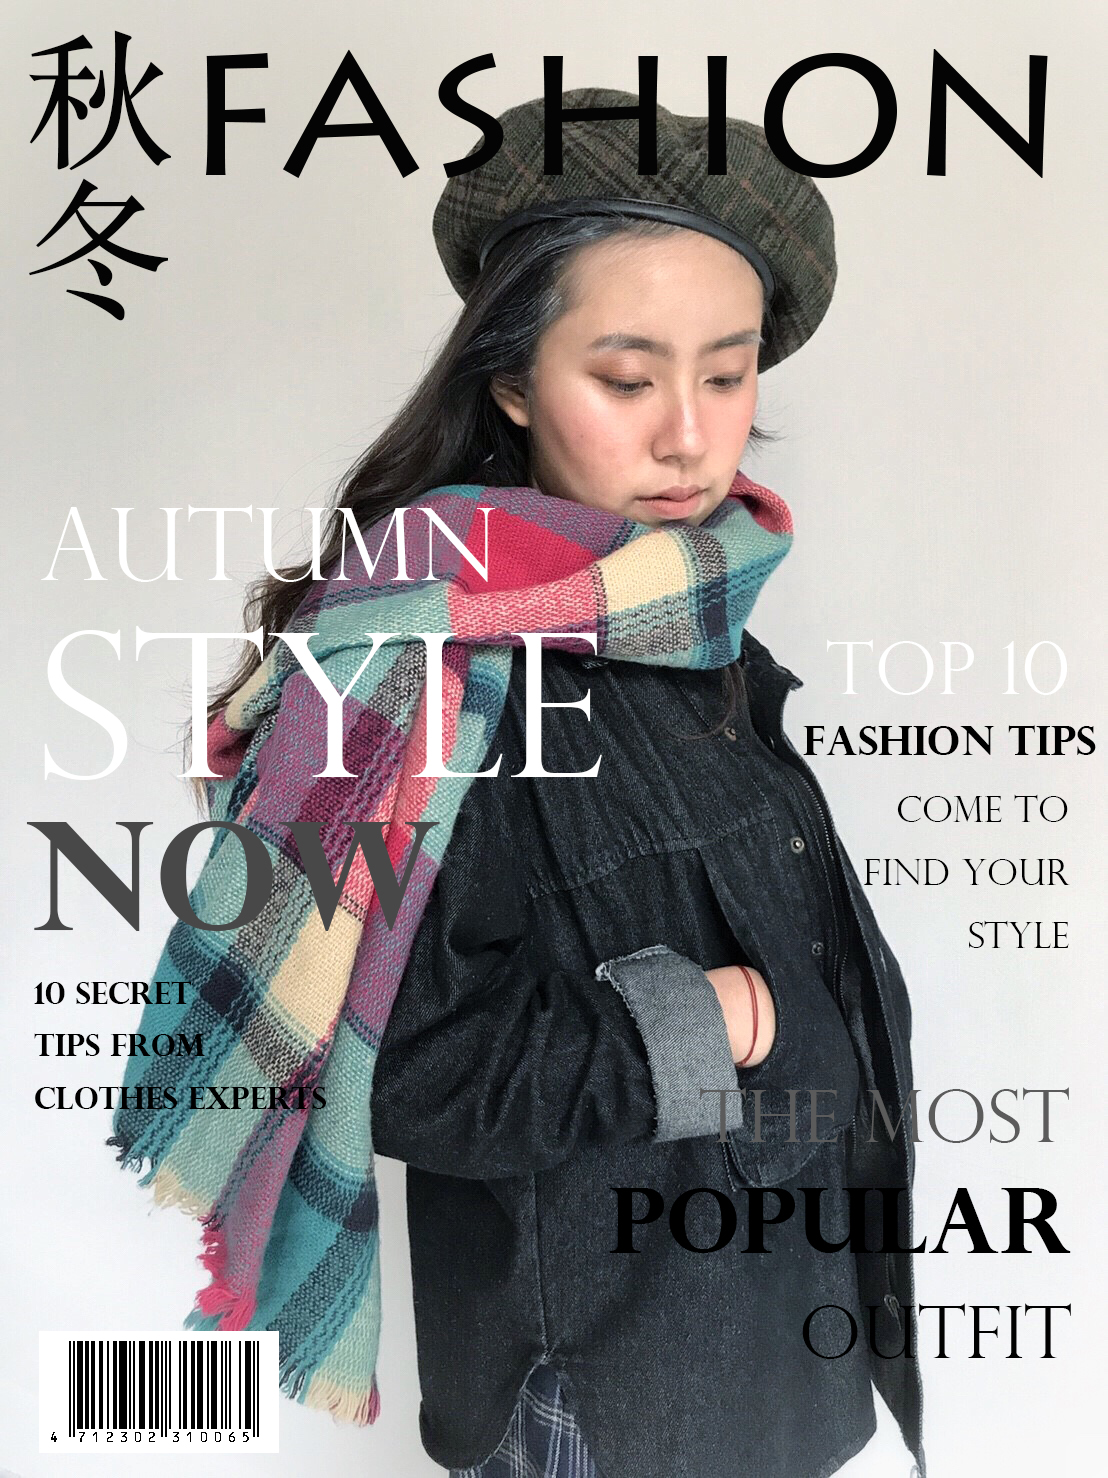 秋冬
FASHION
AUTUMN
STYLE
NOW
10 SECRET
TIPS FROM
CLOTHES EXPERTS
TOP 10
FASHION TIPS
COME TO
FIND YOUR
STYLE
THE MOST
POPULAR
OUTFIT
4 712302 310065